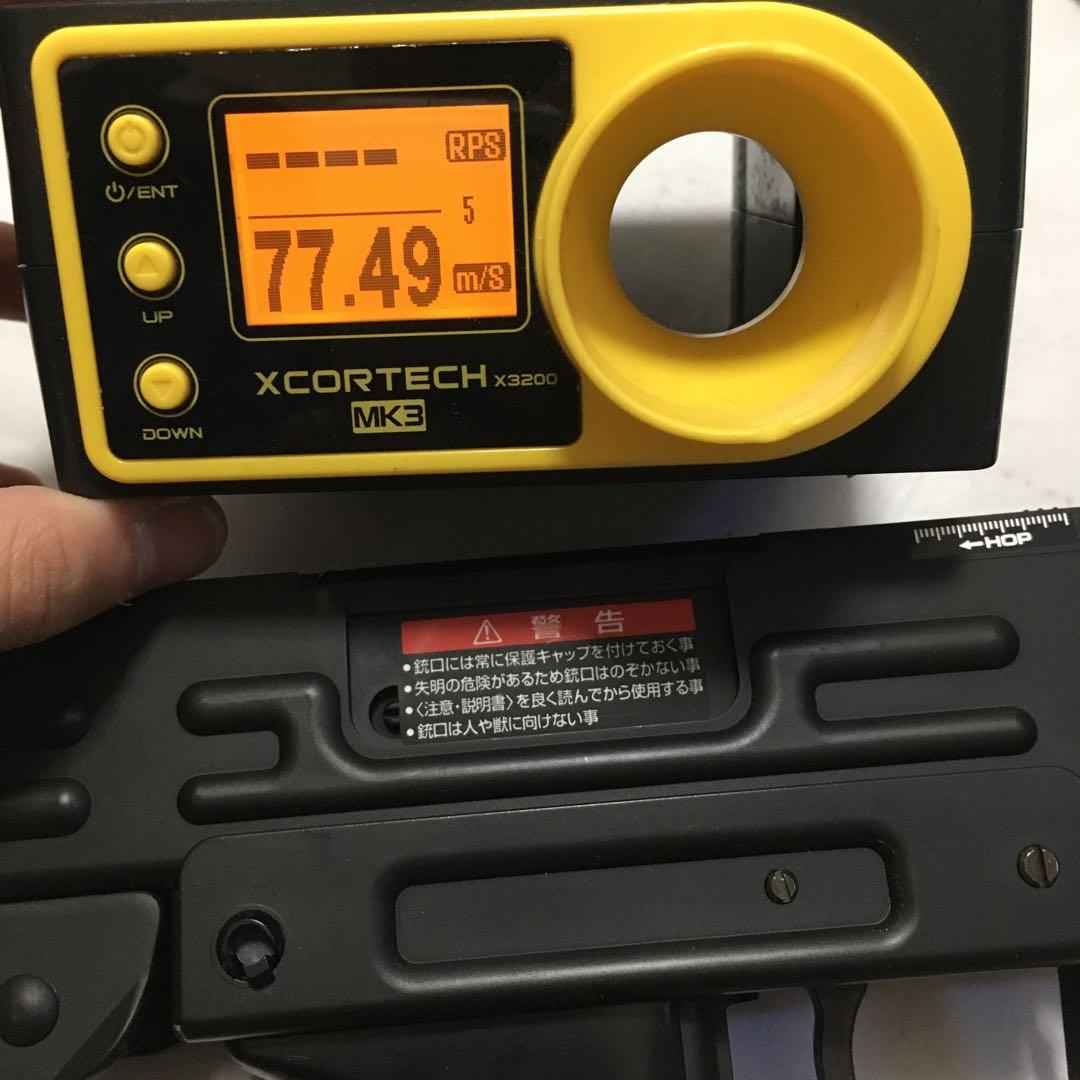 ---- RPS
5
77.49 m/s
⏻/ENT
UP
DOWN
XCORTECH X3200
MK3
←HOP
⚠ 警告
•銃口には常に保護キャップを付けておく事
•失明の危険があるため銃口はのぞかない事
•〈注意・説明書〉を良く読んでから使用する事
•銃口は人や獣に向けない事